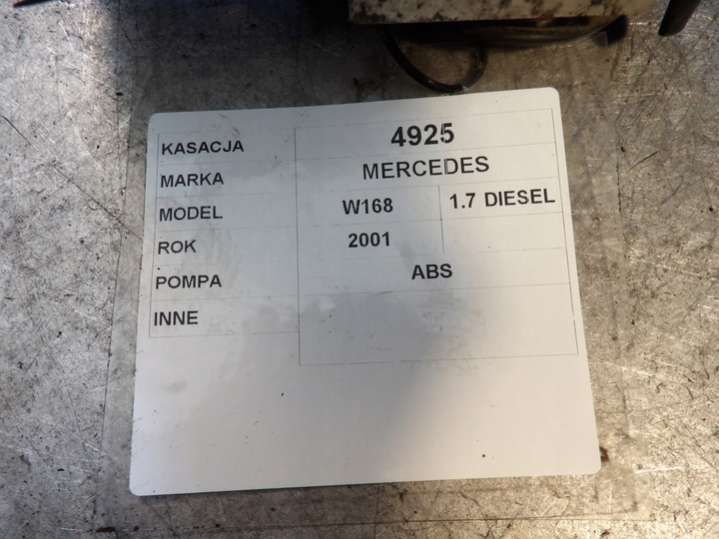 KASACJA 4925
MARKA MERCEDES
MODEL W168 1.7 DIESEL
ROK 2001
POMPA ABS
INNE